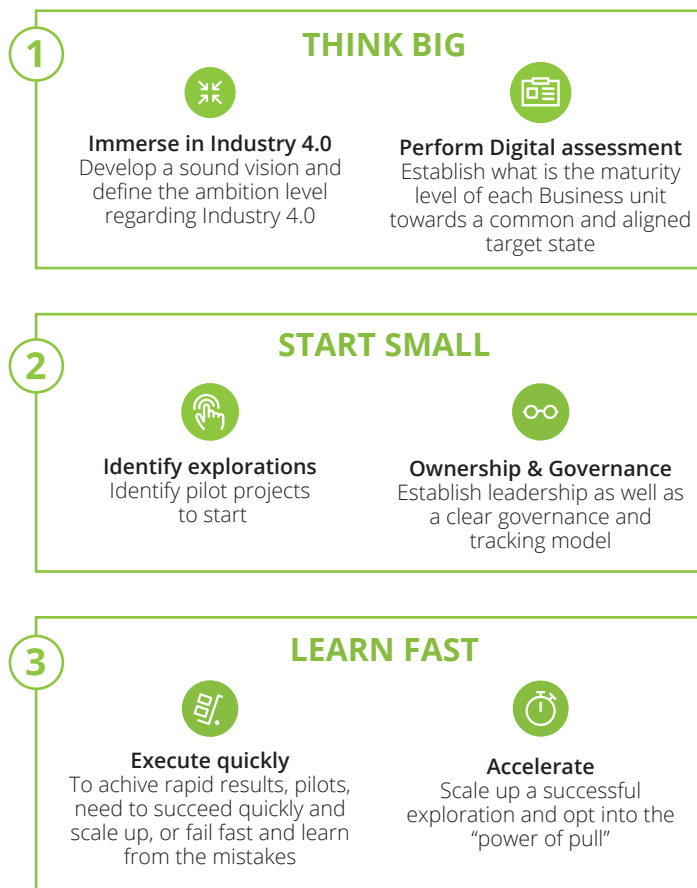 1
THINK BIG
Immerse in Industry 4.0
Develop a sound vision and
define the ambition level
regarding Industry 4.0
Perform Digital assessment
Establish what is the maturity
level of each Business unit
towards a common and aligned
target state
2
START SMALL
Identify explorations
Identify pilot projects
to start
Ownership & Governance
Establish leadership as well as
a clear governance and
tracking model
3
LEARN FAST
Execute quickly
To achive rapid results, pilots,
need to succeed quickly and
scale up, or fail fast and learn
from the mistakes
Accelerate
Scale up a successful
exploration and opt into the
“power of pull”